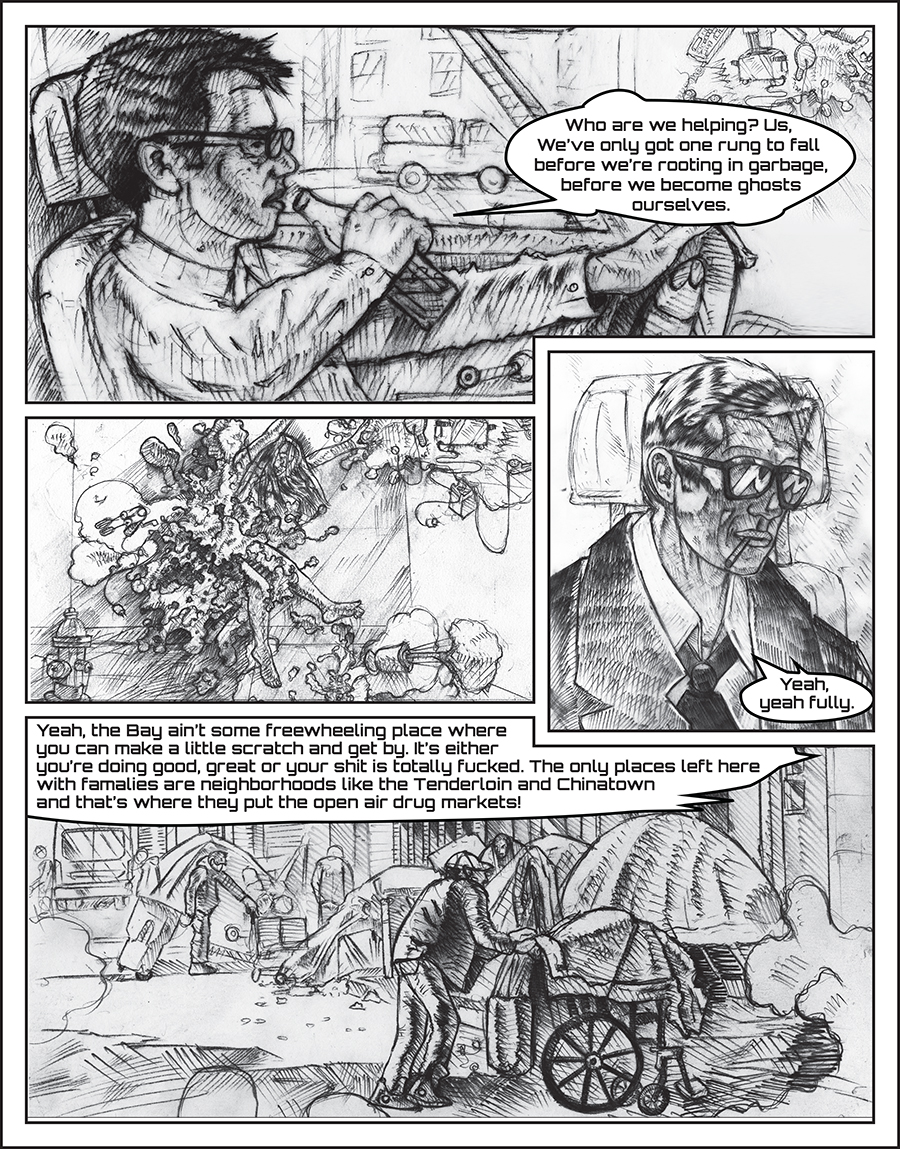 Who are we helping? Us,
We've only got one rung to fall
before we're rooting in garbage,
before we become ghosts
ourselves.
Yeah,
yeah fully.
Yeah, the Bay ain't some freewheeling place where
you can make a little scratch and get by. It's either
you're doing good, great or your shit is totally fucked. The only places left here
with famalies are neighborhoods like the Tenderloin and Chinatown
and that's where they put the open air drug markets!